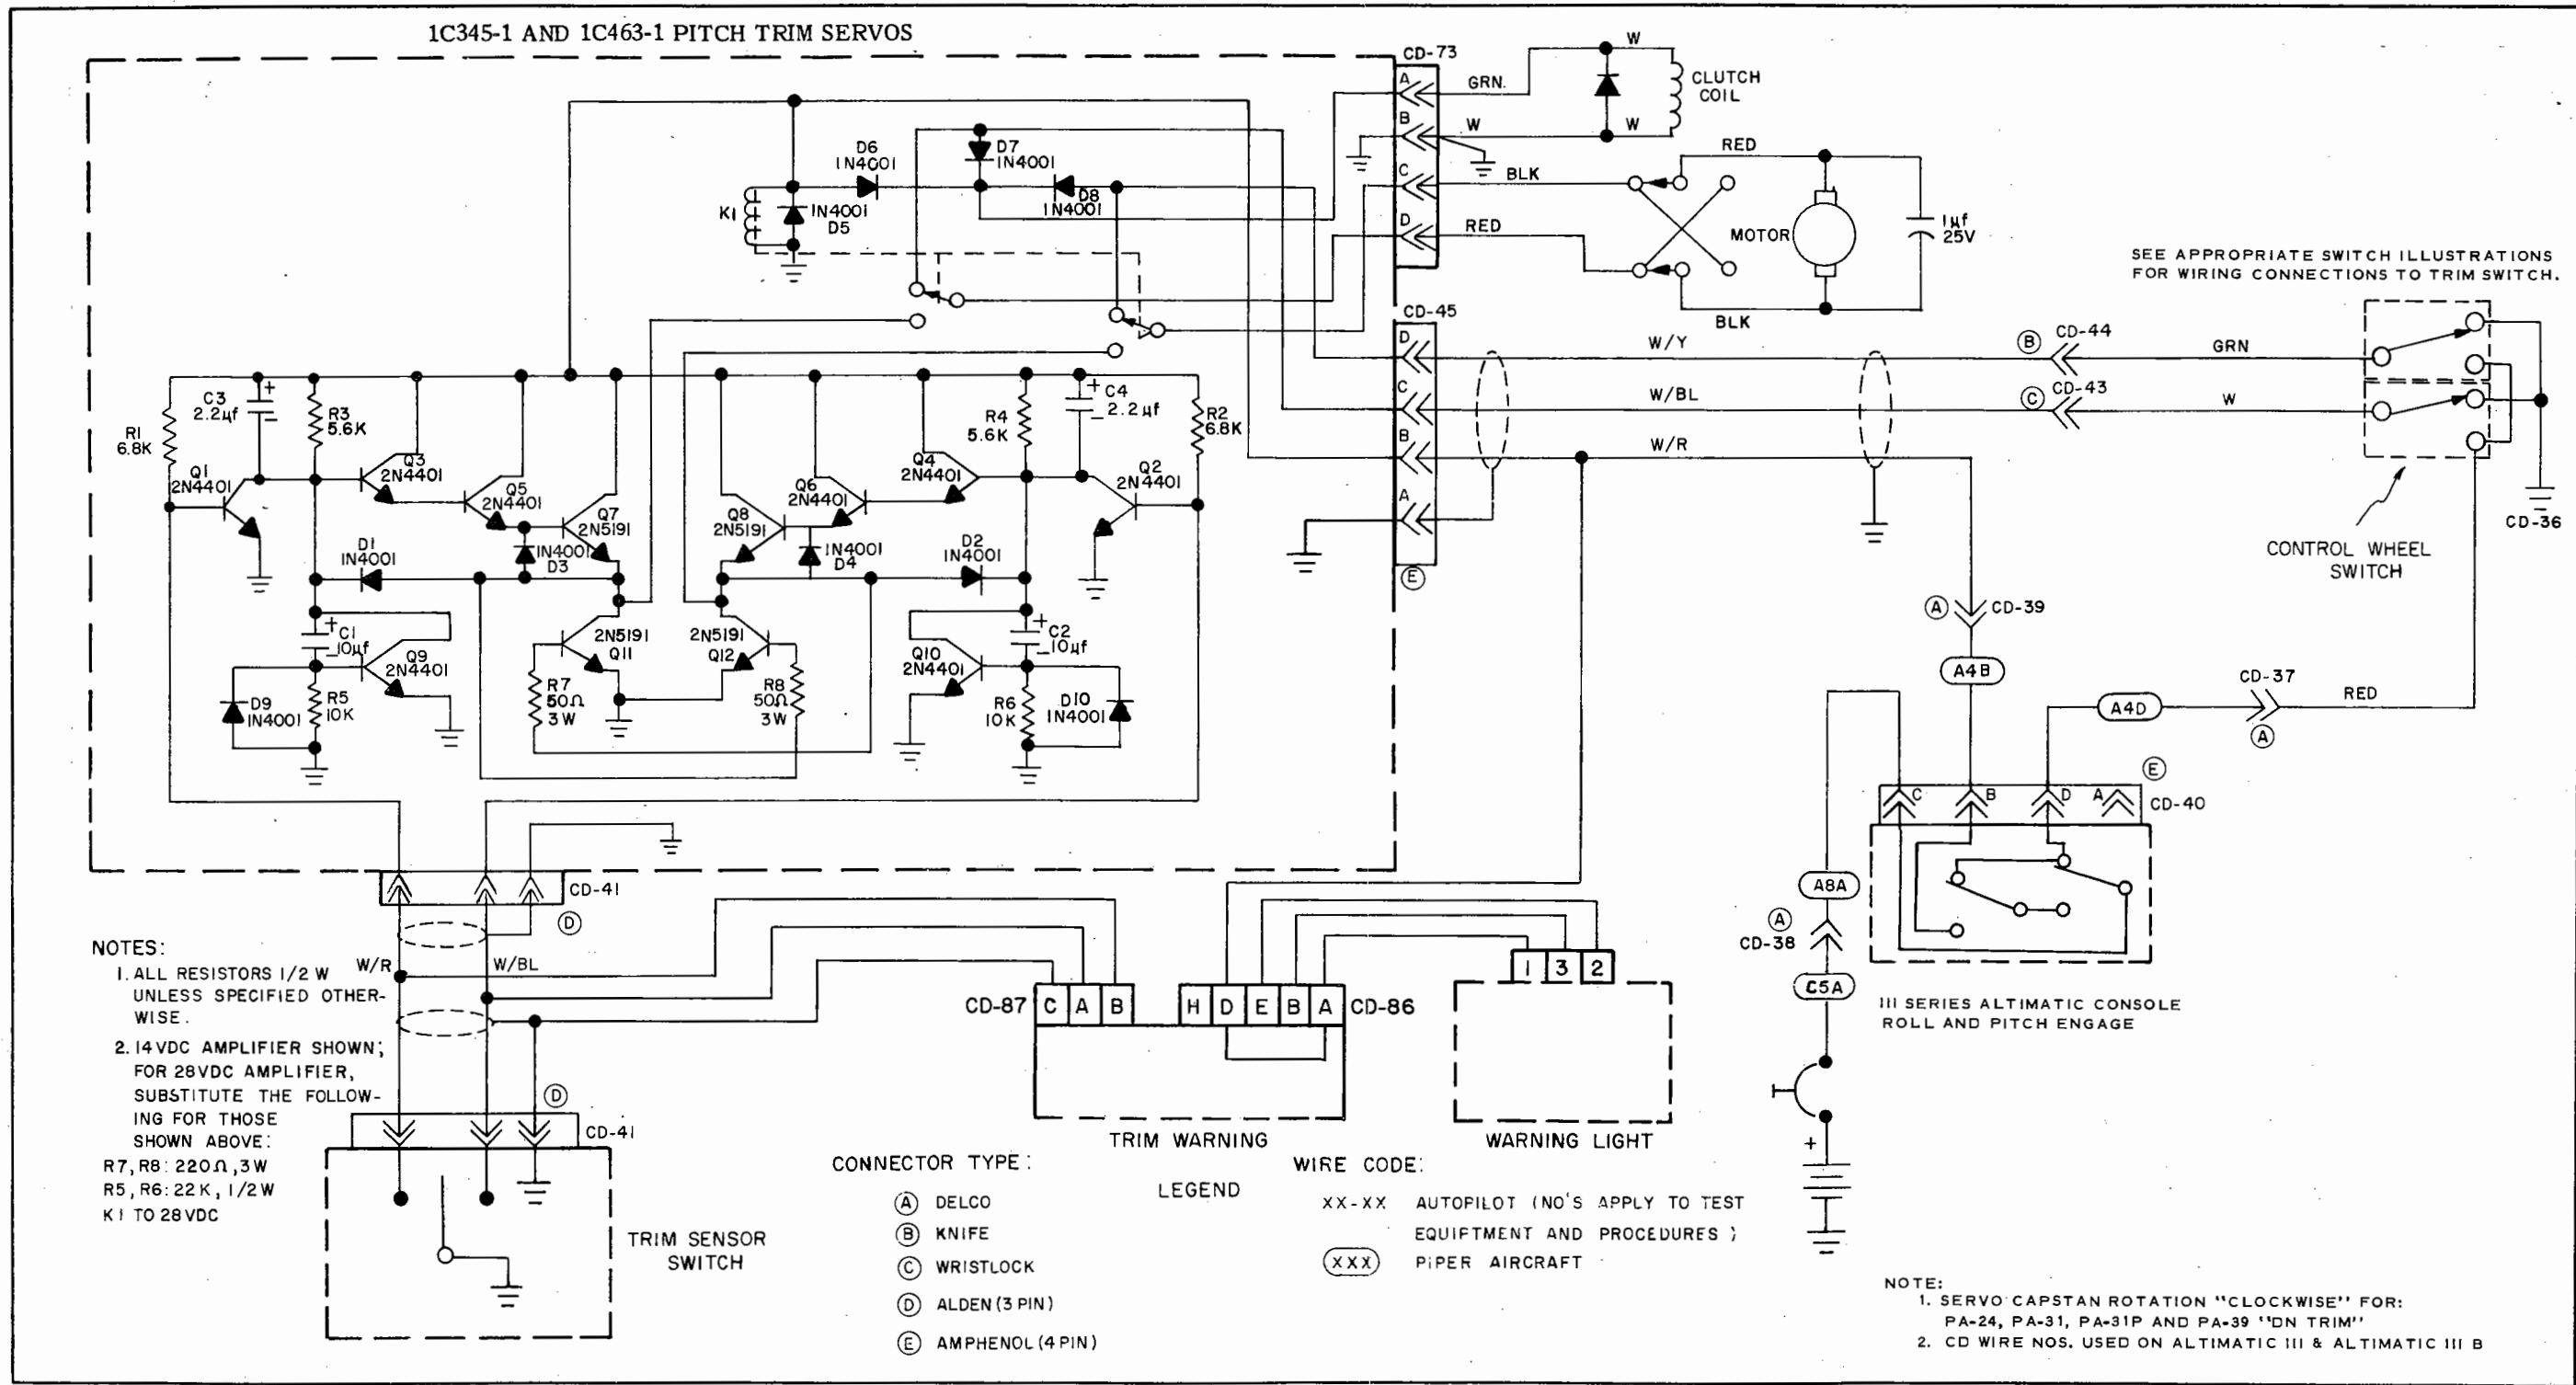 1C345-1 AND 1C463-1 PITCH TRIM SERVOS
CD-73
A
GRN.
W
CLUTCH
COIL
B
W
W
C
BLK
RED
D
RED
MOTOR
1µf
25V
BLK
D6
1N4001
D7
1N4001
D8
1N4001
K1
1N4001
D5
SEE APPROPRIATE SWITCH ILLUSTRATIONS
FOR WIRING CONNECTIONS TO TRIM SWITCH.
CD-45
D
W/Y
B
CD-44
GRN
C
W/BL
C
CD-43
W
B
W/R
A
E
CD-36
CONTROL WHEEL
SWITCH
R1
6.8K
C3
2.2µf
+
-
R3
5.6K
Q1
2N4401
Q3
2N4401
Q5
2N4401
Q7
2N5191
Q8
2N5191
Q6
2N4401
Q4
2N4401
R4
5.6K
+
-
C4
2.2µf
R2
6.8K
Q2
2N4401
D1
1N4001
1N4001
D3
1N4001
D4
D2
1N4001
+
-
C1
10µf
Q9
2N4401
2N5191
Q11
2N5191
Q12
Q10
2N4401
+
-
C2
10µf
D9
1N4001
R5
10K
R7
50Ω
3W
R8
50Ω
3W
R6
10K
D10
1N4001
A
CD-39
A4B
A4D
CD-37
A
RED
E
C
B
D
A
CD-40
A8A
A
CD-38
C5A
+
III SERIES ALTIMATIC CONSOLE
ROLL AND PITCH ENGAGE
CD-41
D
W/R
W/BL
CD-87
C
A
B
H
D
E
B
A
CD-86
1
3
2
TRIM WARNING
WARNING LIGHT
D
CD-41
TRIM SENSOR
SWITCH
NOTES:
1. ALL RESISTORS 1/2 W
UNLESS SPECIFIED OTHER-
WISE.
2. 14VDC AMPLIFIER SHOWN;
FOR 28VDC AMPLIFIER,
SUBSTITUTE THE FOLLOW-
ING FOR THOSE
SHOWN ABOVE:
R7, R8: 220Ω, 3W
R5, R6: 22K, 1/2W
K1 TO 28VDC
CONNECTOR TYPE:
LEGEND
WIRE CODE:
A DELCO
B KNIFE
C WRISTLOCK
D ALDEN (3 PIN)
E AMPHENOL (4 PIN)
XX-XX AUTOPILOT (NO'S APPLY TO TEST
EQUIPTMENT AND PROCEDURES )
XXX PIPER AIRCRAFT
NOTE:
1. SERVO CAPSTAN ROTATION "CLOCKWISE" FOR:
PA-24, PA-31, PA-31P AND PA-39 "DN TRIM"
2. CD WIRE NOS. USED ON ALTIMATIC III & ALTIMATIC III B